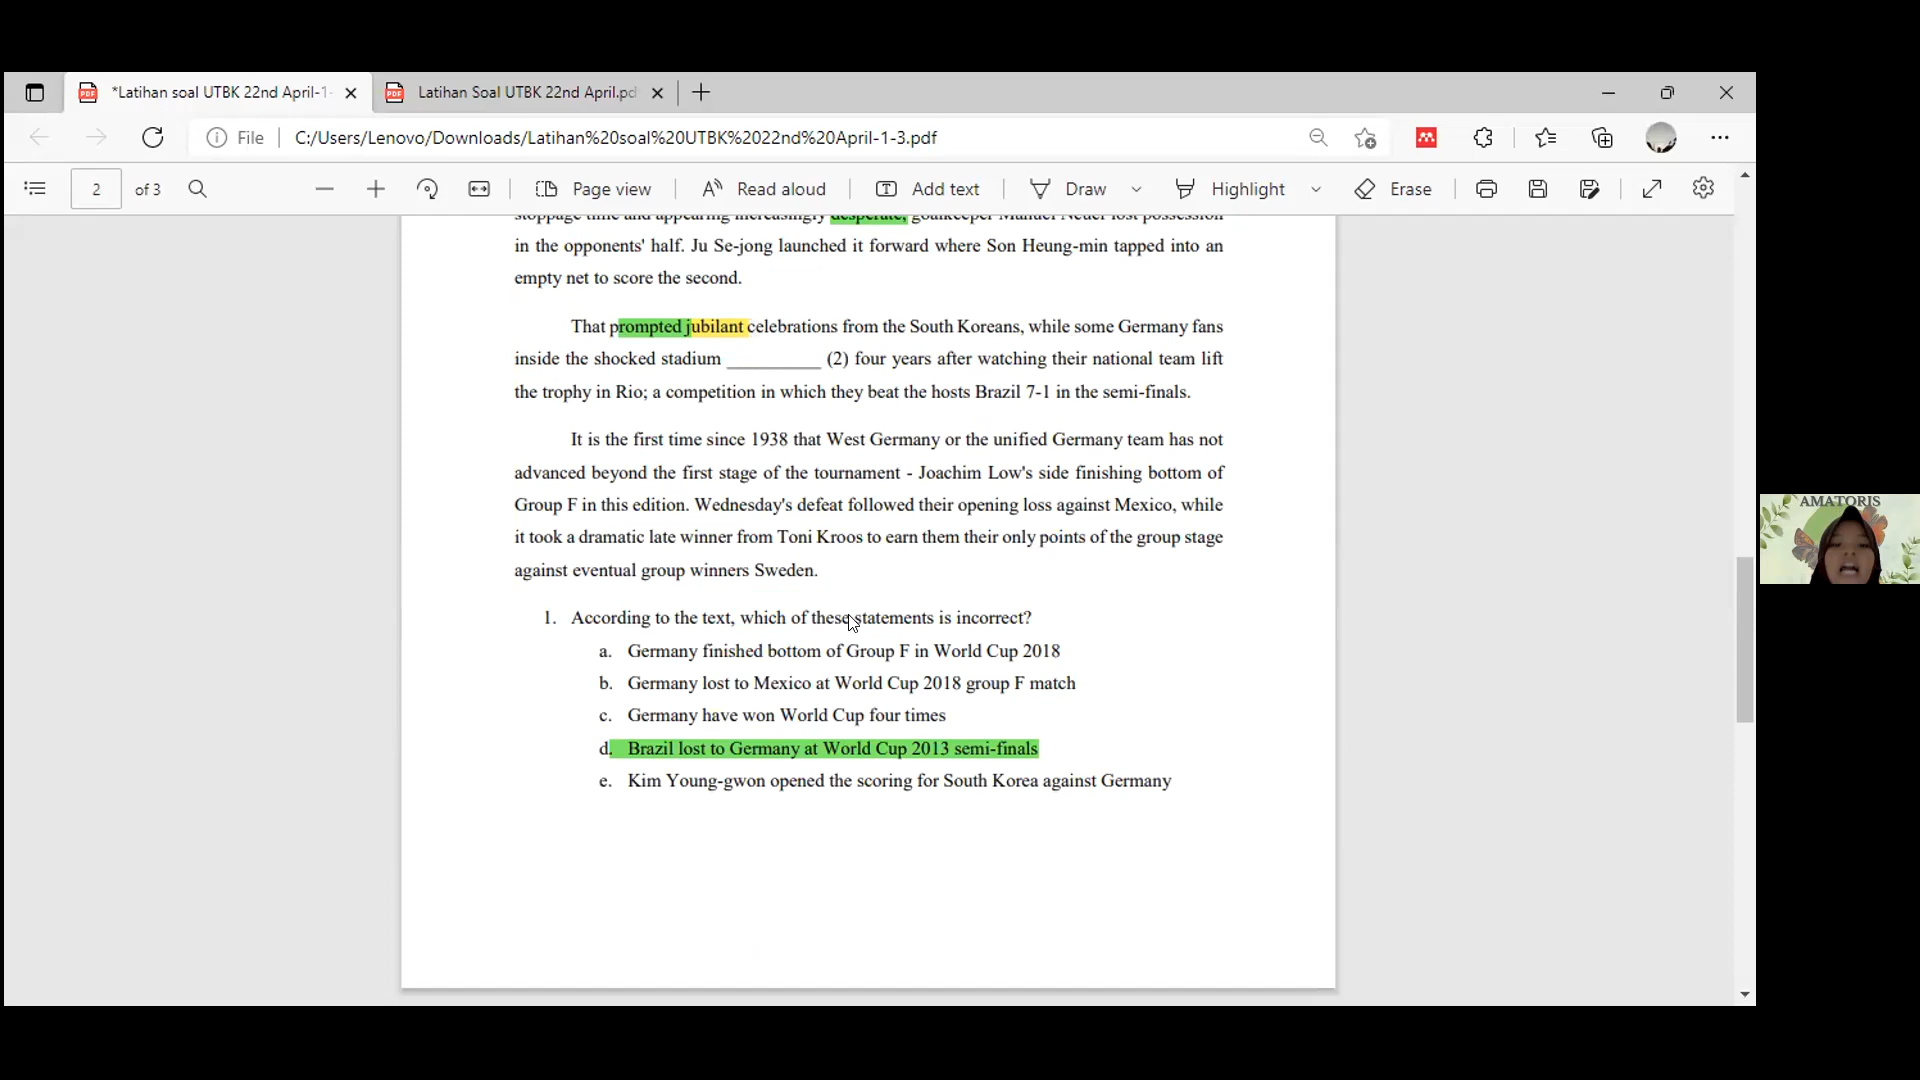 *Latihan soal UTBK 22nd April-1-
Latihan Soal UTBK 22nd April.pd
File
C:/Users/Lenovo/Downloads/Latihan%20soal%20UTBK%2022nd%20April-1-3.pdf
2 of 3
Page view
Read aloud
Add text
Draw
Highlight
Erase
stoppage time and appearing increasingly desperate, goalkeeper Manuel Neuer lost possession
in the opponents' half. Ju Se-jong launched it forward where Son Heung-min tapped into an
empty net to score the second.
That prompted jubilant celebrations from the South Koreans, while some Germany fans
inside the shocked stadium __________ (2) four years after watching their national team lift
the trophy in Rio; a competition in which they beat the hosts Brazil 7-1 in the semi-finals.
It is the first time since 1938 that West Germany or the unified Germany team has not
advanced beyond the first stage of the tournament - Joachim Low's side finishing bottom of
Group F in this edition. Wednesday's defeat followed their opening loss against Mexico, while
it took a dramatic late winner from Toni Kroos to earn them their only points of the group stage
against eventual group winners Sweden.
1. According to the text, which of these statements is incorrect?
a. Germany finished bottom of Group F in World Cup 2018
b. Germany lost to Mexico at World Cup 2018 group F match
c. Germany have won World Cup four times
d. Brazil lost to Germany at World Cup 2013 semi-finals
e. Kim Young-gwon opened the scoring for South Korea against Germany
AMATORIS